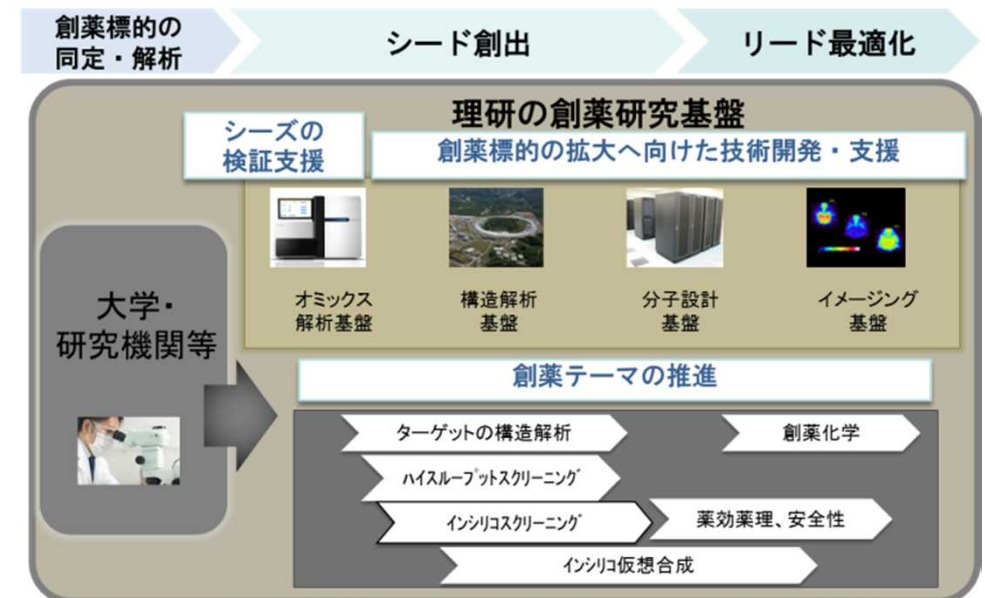 創薬標的の
同定・解析
シード創出
リード最適化
理研の創薬研究基盤
シーズの
検証支援
創薬標的の拡大へ向けた技術開発・支援
大学・
研究機関等
オミックス
解析基盤
構造解析
基盤
分子設計
基盤
イメージング
基盤
創薬テーマの推進
ターゲットの構造解析
創薬化学
ﾊｲｽﾙｰﾌﾟｯﾄｽｸﾘｰﾆﾝｸﾞ
ｲﾝｼﾘｺｽｸﾘｰﾆﾝｸﾞ
薬効薬理、安全性
ｲﾝｼﾘｺ仮想合成